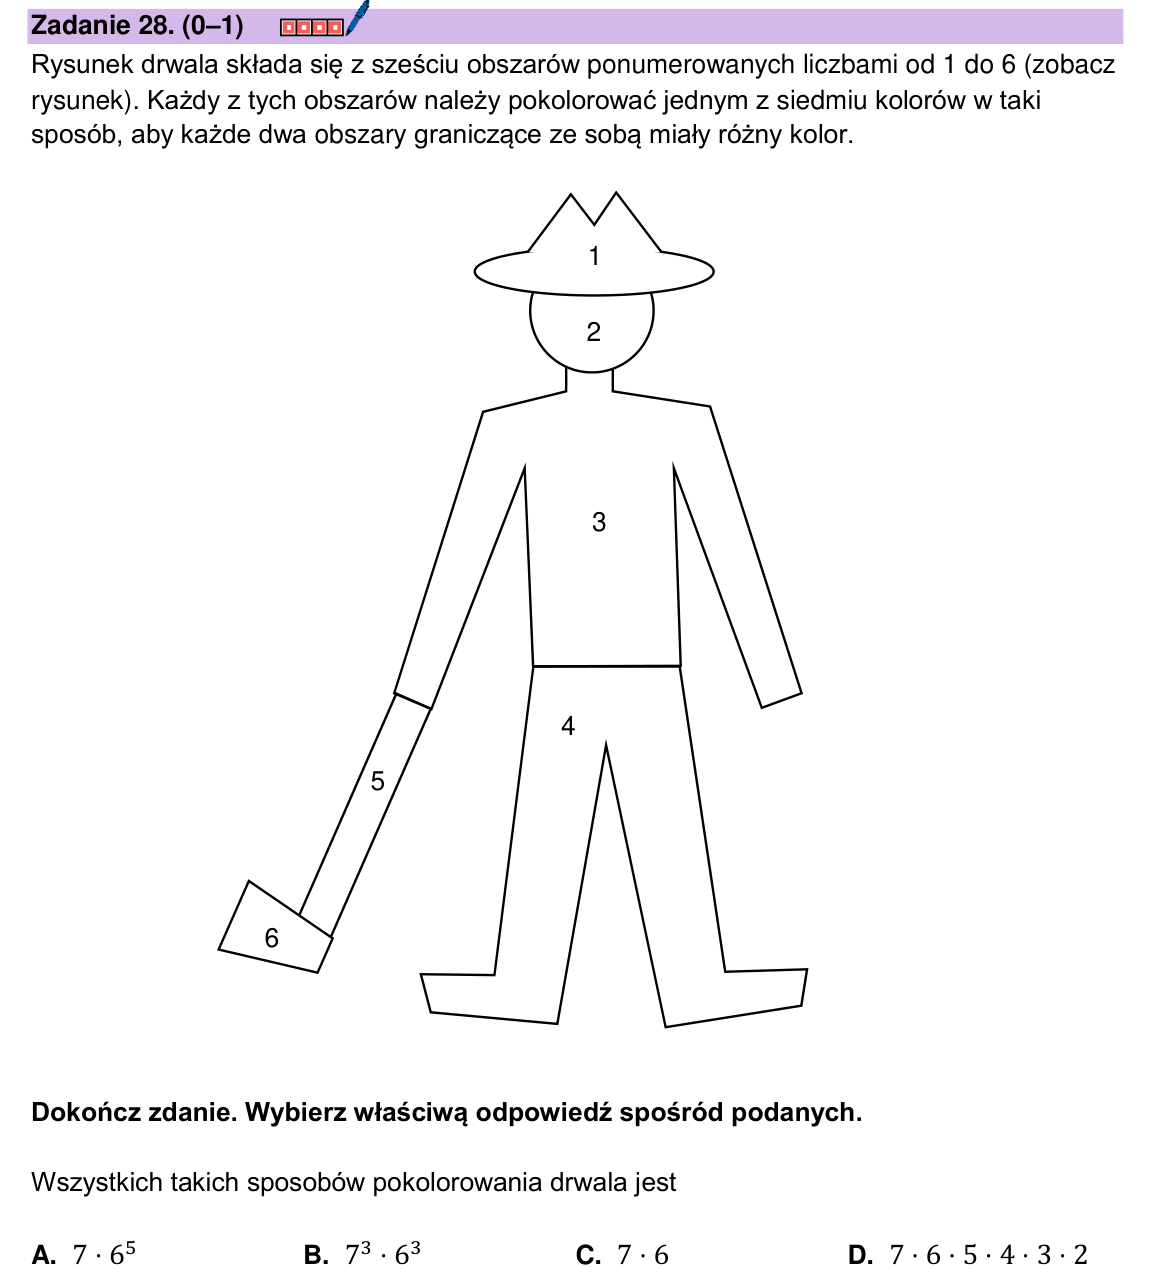 Zadanie 28. (0–1)
Rysunek drwala składa się z sześciu obszarów ponumerowanych liczbami od 1 do 6 (zobacz
rysunek). Każdy z tych obszarów należy pokolorować jednym z siedmiu kolorów w taki
sposób, aby każde dwa obszary graniczące ze sobą miały różny kolor.
1
2
3
4
5
6
Dokończ zdanie. Wybierz właściwą odpowiedź spośród podanych.
Wszystkich takich sposobów pokolorowania drwala jest
A. 7 · 6⁵ B. 7³ · 6³ C. 7 · 6 D. 7 · 6 · 5 · 4 · 3 · 2